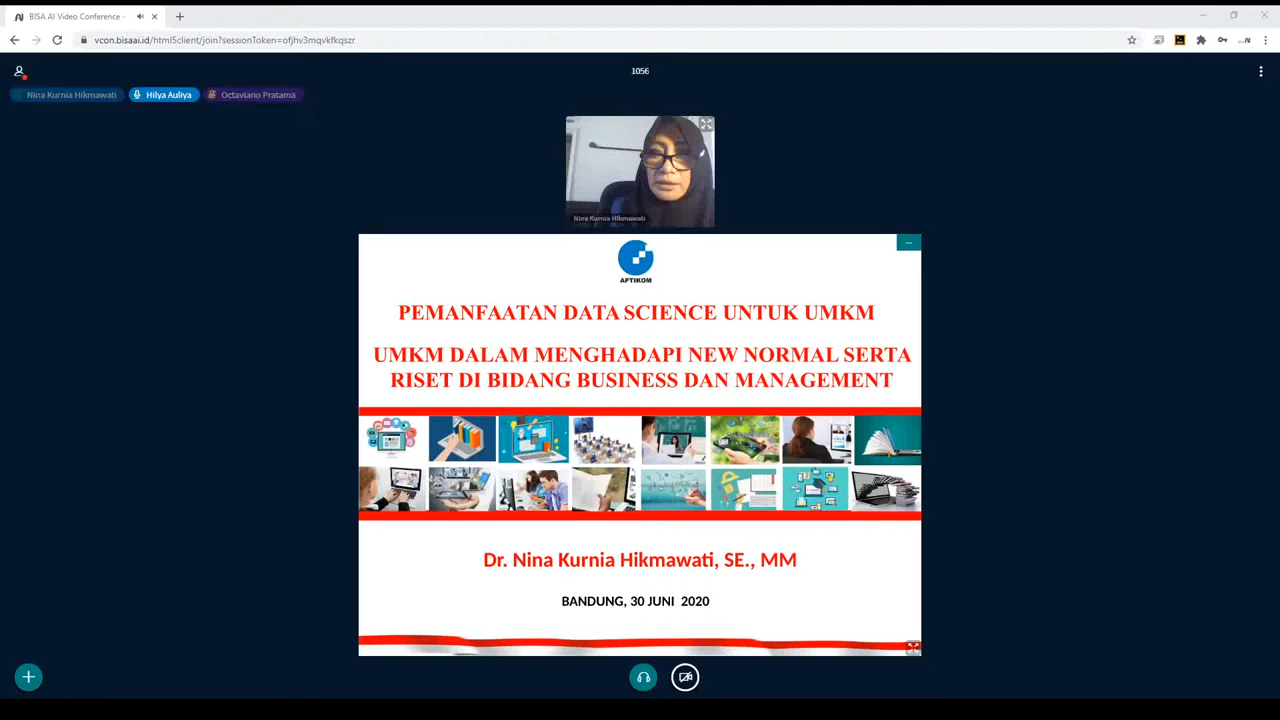 BISA AI Video Conference -
vcon.bisaai.id/html5client/join?sessionToken=ofjhv3mqvkfkqszr
1056
Nina Kurnia Hikmawati
Hilya Auliya
Octaviano Pratama
Nina Kurnia Hikmawati
APTIKOM
PEMANFAATAN DATA SCIENCE UNTUK UMKM
UMKM DALAM MENGHADAPI NEW NORMAL SERTA
RISET DI BIDANG BUSINESS DAN MANAGEMENT
Dr. Nina Kurnia Hikmawati, SE., MM
BANDUNG, 30 JUNI 2020